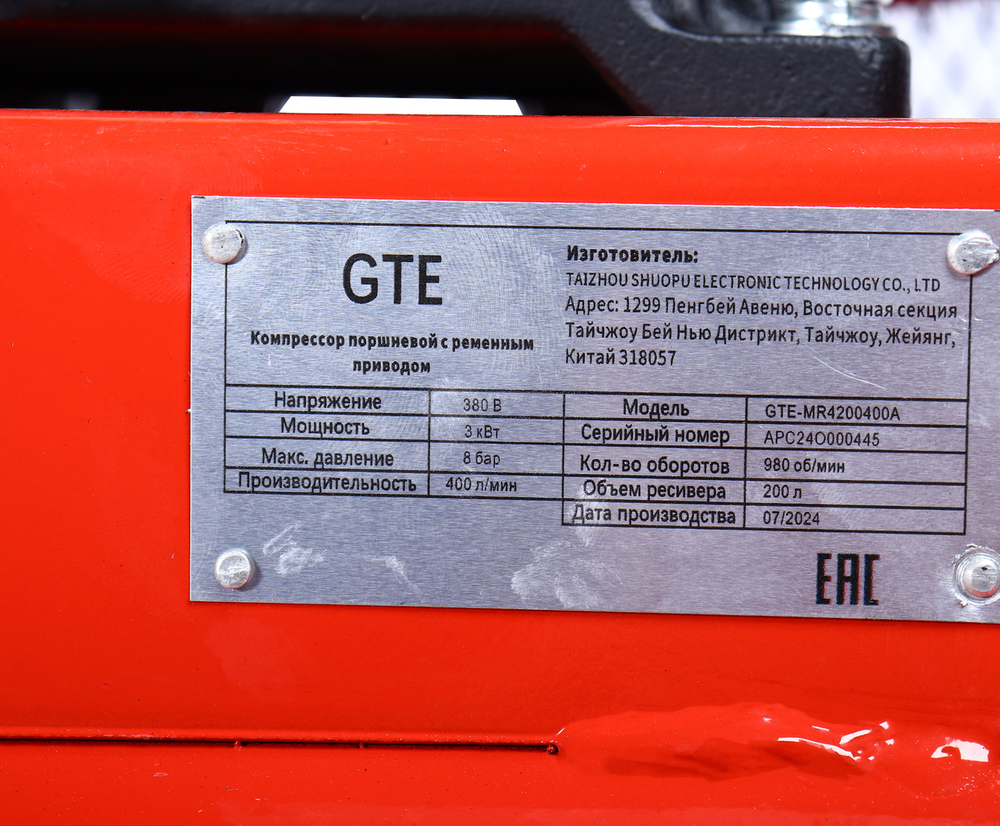 GTE
Компрессор поршневой с ременным
приводом
Изготовитель:
TAIZHOU SHUOPU ELECTRONIC TECHNOLOGY CO., LTD
Адрес: 1299 Пенгбей Авеню, Восточная секция
Тайчжоу Бей Нью Дистрикт, Тайчжоу, Жейянг,
Китай 318057
Напряжение 380 В
Мощность 3 кВт
Макс. давление 8 бар
Производительность 400 л/мин
Модель GTE-MR4200400A
Серийный номер APC24O000445
Кол-во оборотов 980 об/мин
Объем ресивера 200 л
Дата производства 07/2024
EAC